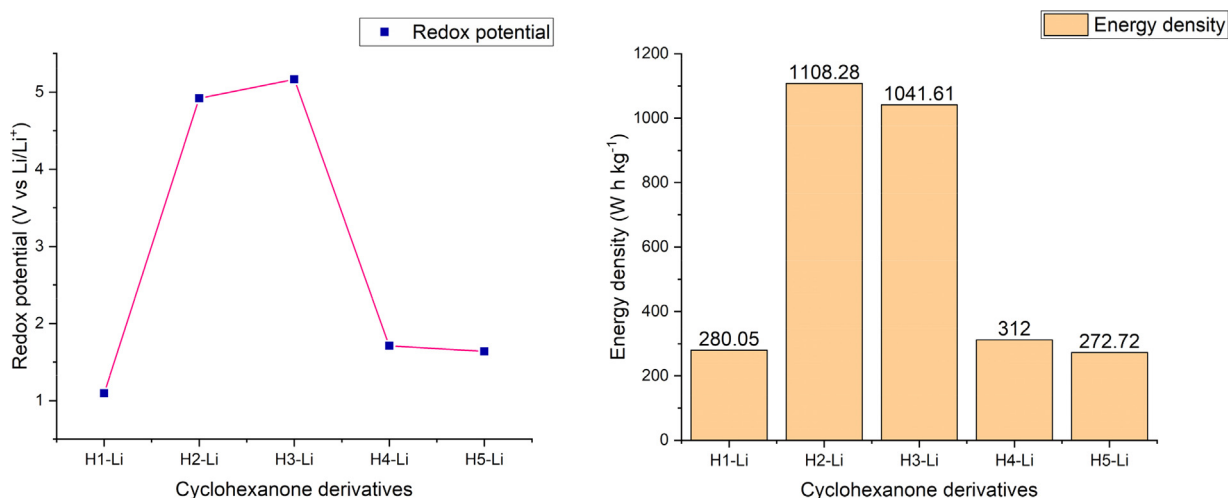 Redox potential
Redox potential (V vs Li/Li⁺)
5
4
3
2
1
H1-Li H2-Li H3-Li H4-Li H5-Li
Cyclohexanone derivatives
Energy density
Energy density (W h kg⁻¹)
1200
1000
800
600
400
200
0
280.05
1108.28
1041.61
312
272.72
H1-Li H2-Li H3-Li H4-Li H5-Li
Cyclohexanone derivatives